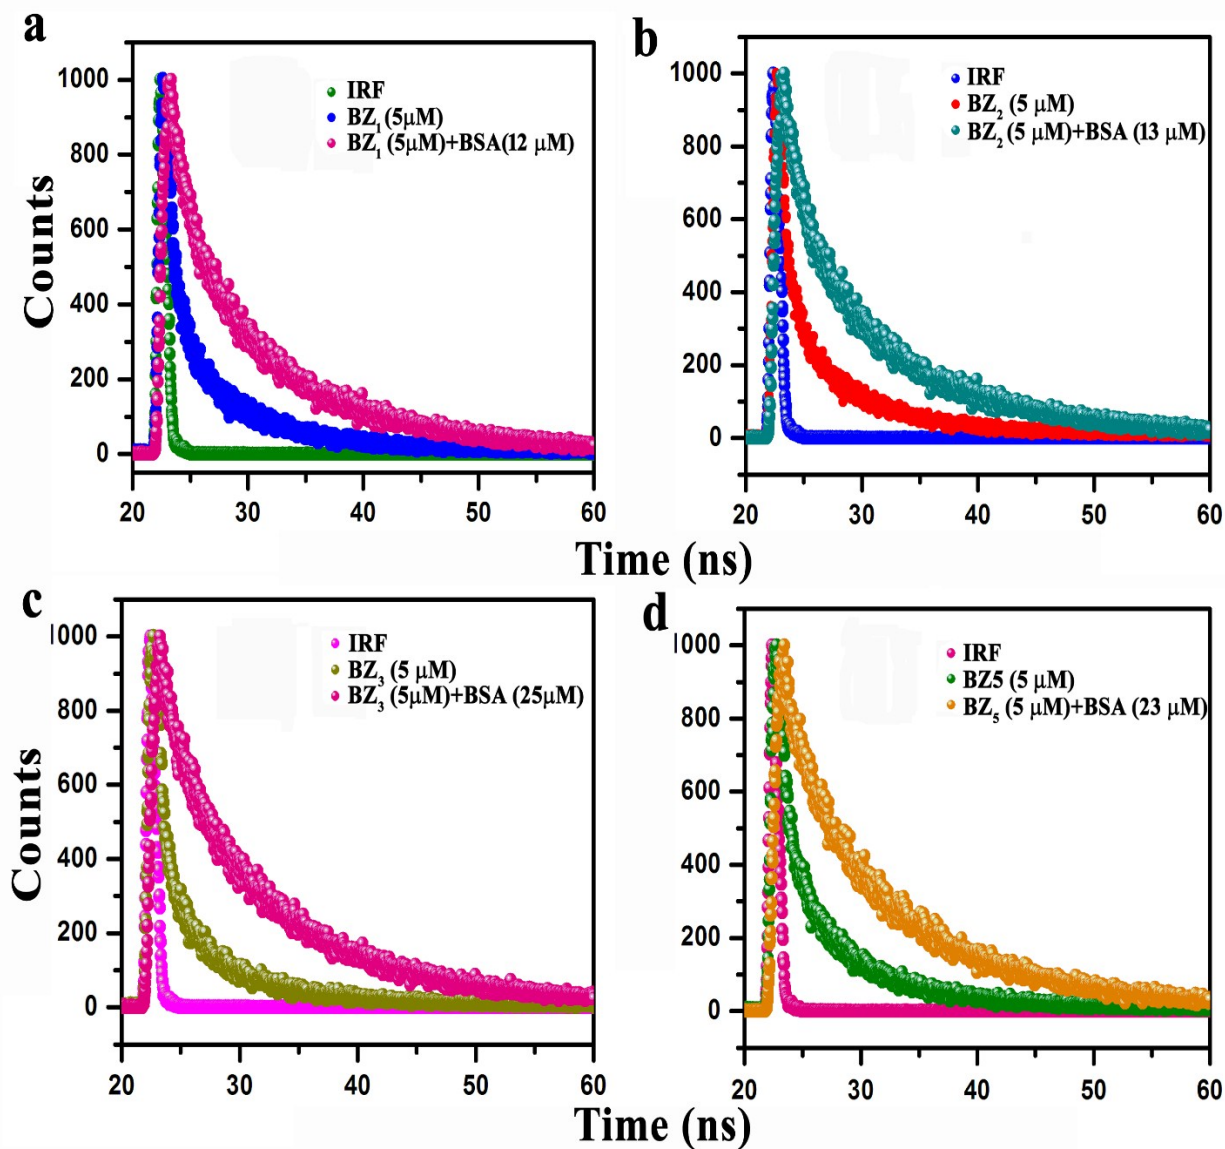 a
Counts
1000
800
600
400
200
0
IRF
BZ₁ (5μM)
BZ₁ (5μM)+BSA(12 μM)
20 30 40 50 60
b
1000
800
600
400
200
0
IRF
BZ₂ (5 μM)
BZ₂ (5 μM)+BSA (13 μM)
20 30 40 50 60
Time (ns)
c
Counts
1000
800
600
400
200
0
IRF
BZ₃ (5 μM)
BZ₃ (5μM)+BSA (25μM)
20 30 40 50 60
d
1000
800
600
400
200
0
IRF
BZ5 (5 μM)
BZ₅ (5 μM)+BSA (23 μM)
20 30 40 50 60
Time (ns)